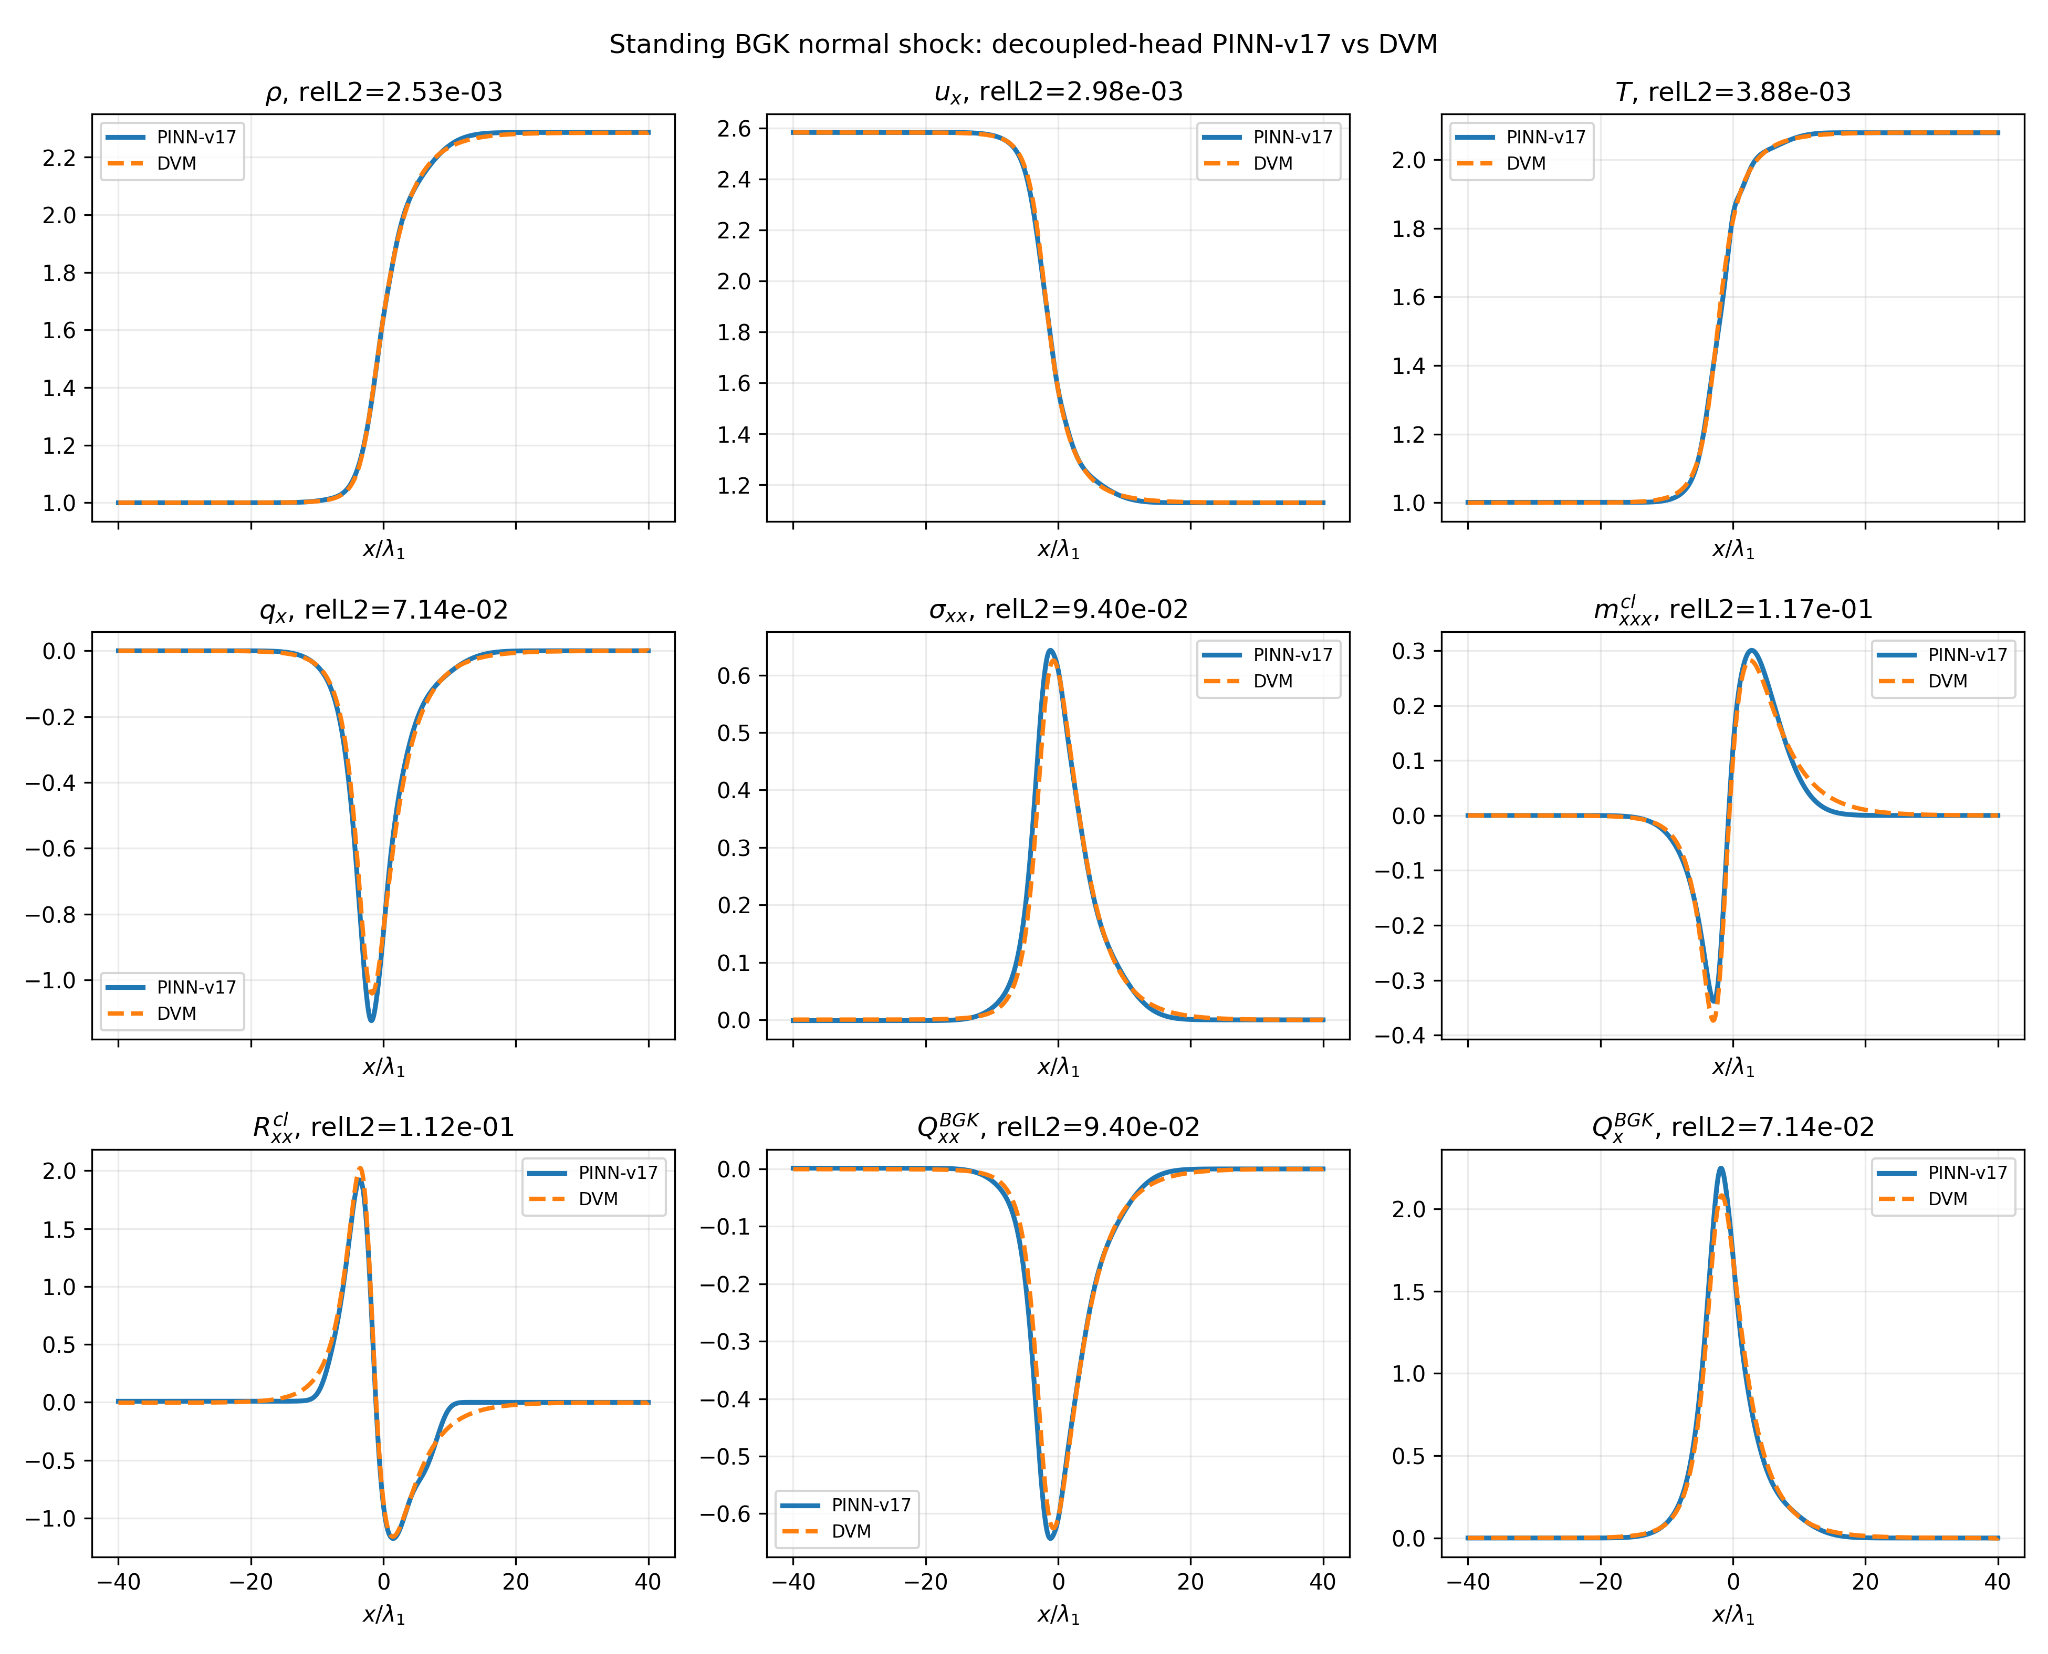 Standing BGK normal shock: decoupled-head PINN-v17 vs DVM
ρ, relL2=2.53e-03
2.2
2.0
1.8
1.6
1.4
1.2
1.0
PINN-v17
DVM
x/λ₁
uₓ, relL2=2.98e-03
2.6
2.4
2.2
2.0
1.8
1.6
1.4
1.2
PINN-v17
DVM
x/λ₁
T, relL2=3.88e-03
2.0
1.8
1.6
1.4
1.2
1.0
PINN-v17
DVM
x/λ₁
qₓ, relL2=7.14e-02
0.0
−0.2
−0.4
−0.6
−0.8
−1.0
PINN-v17
DVM
x/λ₁
σₓₓ, relL2=9.40e-02
0.6
0.5
0.4
0.3
0.2
0.1
0.0
PINN-v17
DVM
x/λ₁
m^{cl}_{xxx}, relL2=1.17e-01
0.3
0.2
0.1
0.0
−0.1
−0.2
−0.3
−0.4
PINN-v17
DVM
x/λ₁
R^{cl}_{xx}, relL2=1.12e-01
2.0
1.5
1.0
0.5
0.0
−0.5
−1.0
PINN-v17
DVM
−40 −20 0 20 40
x/λ₁
Q^{BGK}_{xx}, relL2=9.40e-02
0.0
−0.1
−0.2
−0.3
−0.4
−0.5
−0.6
PINN-v17
DVM
−40 −20 0 20 40
x/λ₁
Q^{BGK}_{x}, relL2=7.14e-02
2.0
1.5
1.0
0.5
0.0
PINN-v17
DVM
−40 −20 0 20 40
x/λ₁